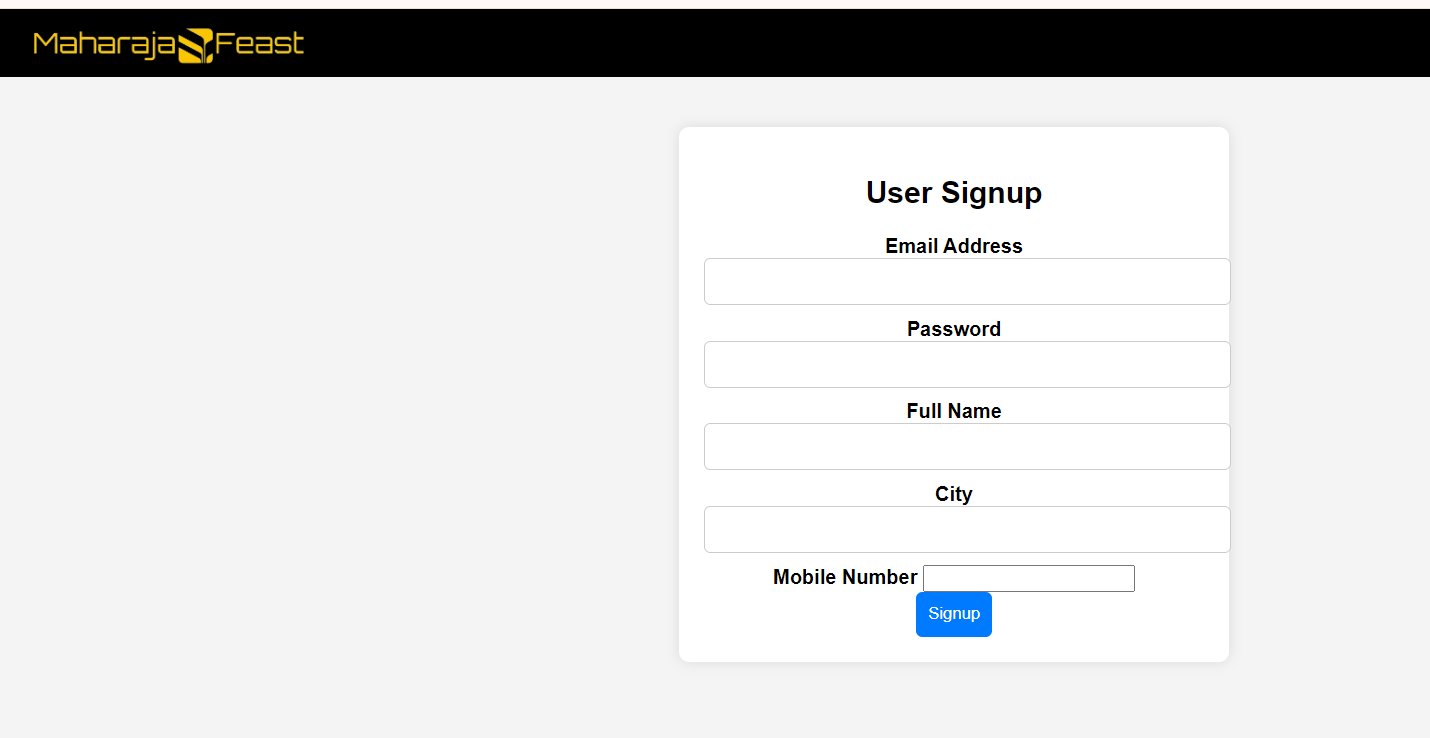 Maharaja Feast
User Signup
Email Address
Password
Full Name
City
Mobile Number
Signup